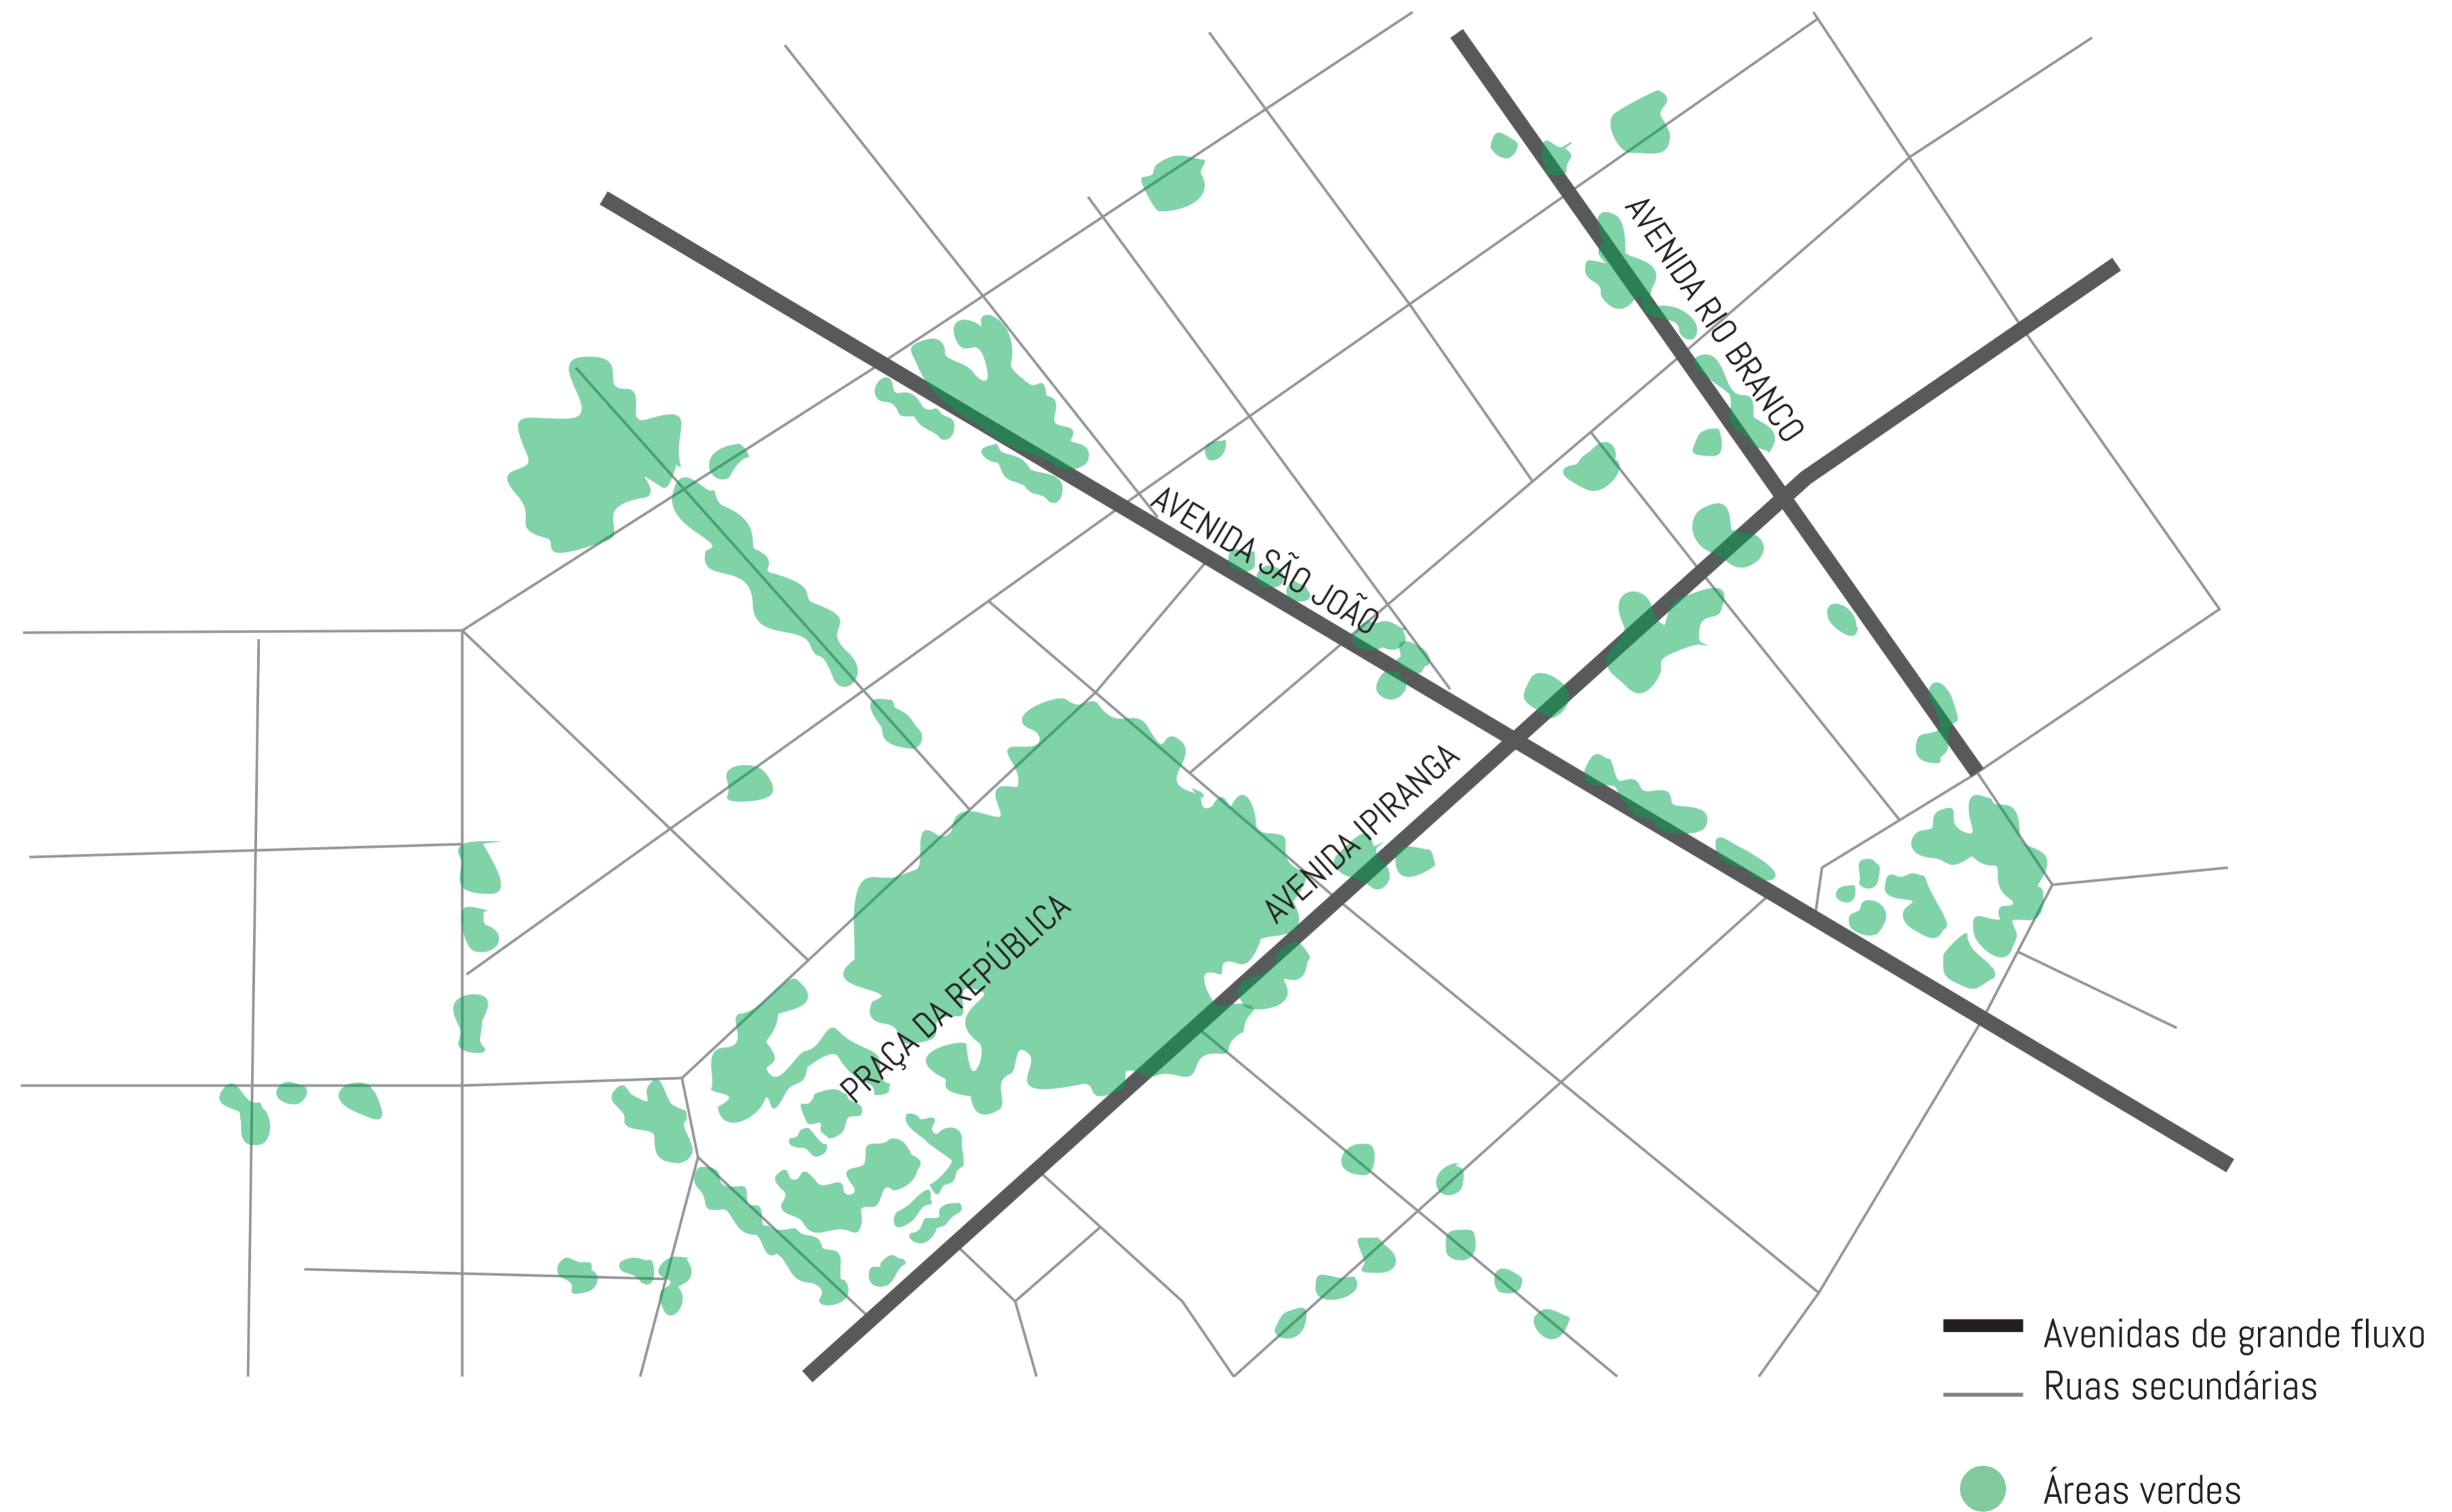 AVENIDA RIO BRANCO
AVENIDA SÃO JOÃO
AVENIDA IPIRANGA
PRAÇA DA REPÚBLICA
Avenidas de grande fluxo
Ruas secundárias
Áreas verdes